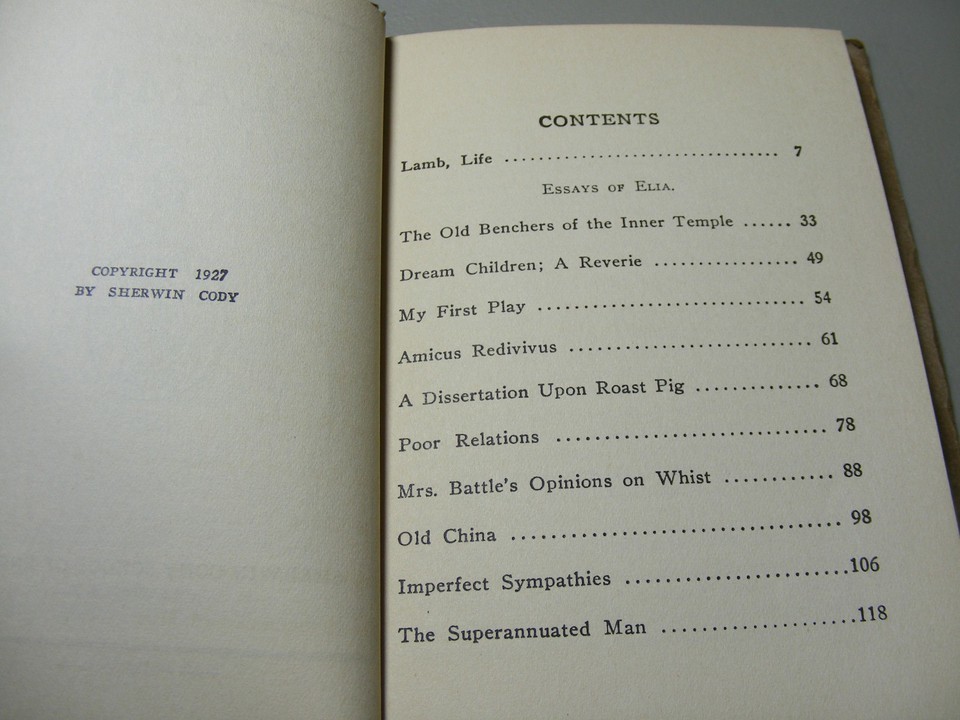 COPYRIGHT 1927
BY SHERWIN CODY
CONTENTS
Lamb, Life ................................ 7
ESSAYS OF ELIA.
The Old Benchers of the Inner Temple ...... 33
Dream Children; A Reverie ................. 49
My First Play ............................. 54
Amicus Redivivus .......................... 61
A Dissertation Upon Roast Pig ............. 68
Poor Relations ............................ 78
Mrs. Battle's Opinions on Whist ............ 88
Old China ................................. 98
Imperfect Sympathies ......................106
The Superannuated Man ....................118